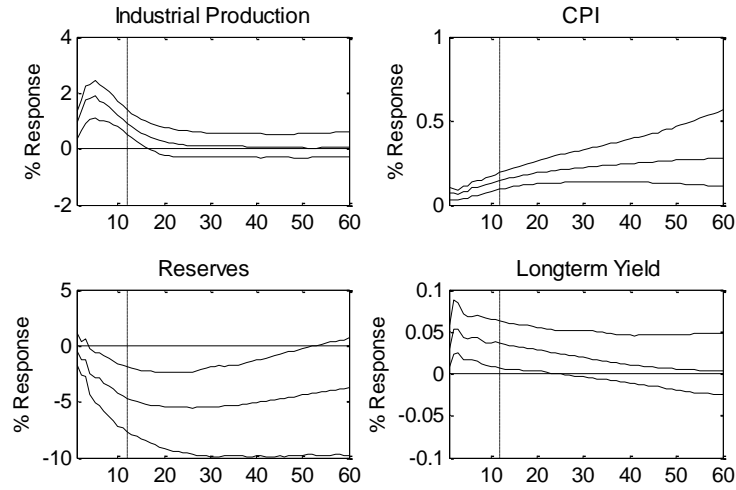 Industrial Production
4
2
0
-2
% Response
10 20 30 40 50 60
CPI
1
0.5
0
% Response
10 20 30 40 50 60
Reserves
5
0
-5
-10
% Response
10 20 30 40 50 60
Longterm Yield
0.1
0.05
0
-0.05
-0.1
% Response
10 20 30 40 50 60